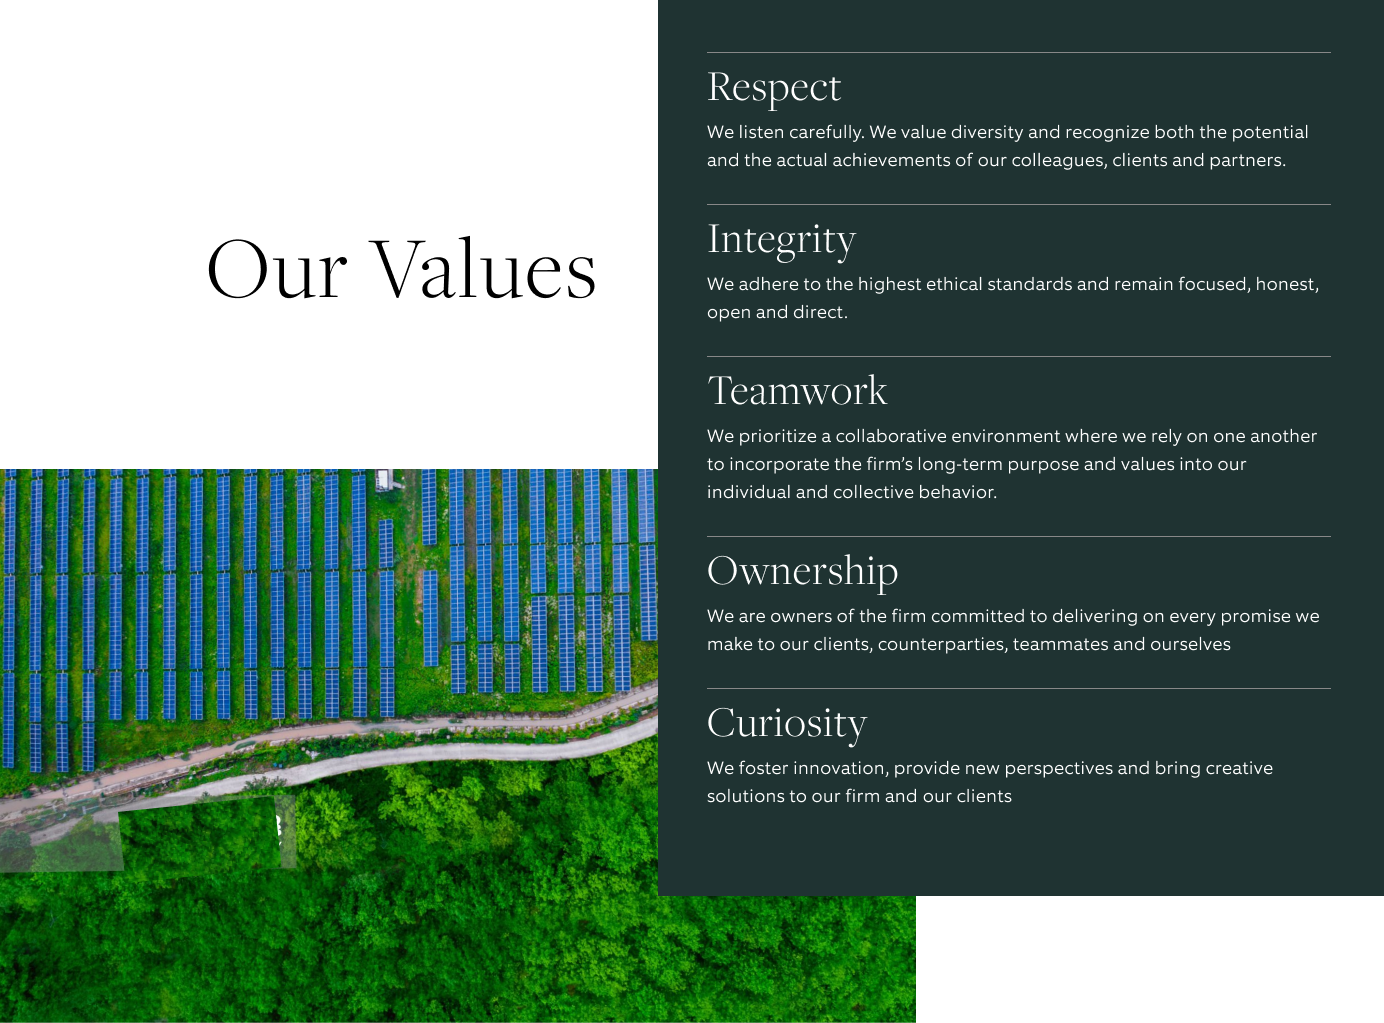 Our Values
Respect
We listen carefully. We value diversity and recognize both the potential
and the actual achievements of our colleagues, clients and partners.
Integrity
We adhere to the highest ethical standards and remain focused, honest,
open and direct.
Teamwork
We prioritize a collaborative environment where we rely on one another
to incorporate the firm’s long-term purpose and values into our
individual and collective behavior.
Ownership
We are owners of the firm committed to delivering on every promise we
make to our clients, counterparties, teammates and ourselves
Curiosity
We foster innovation, provide new perspectives and bring creative
solutions to our firm and our clients